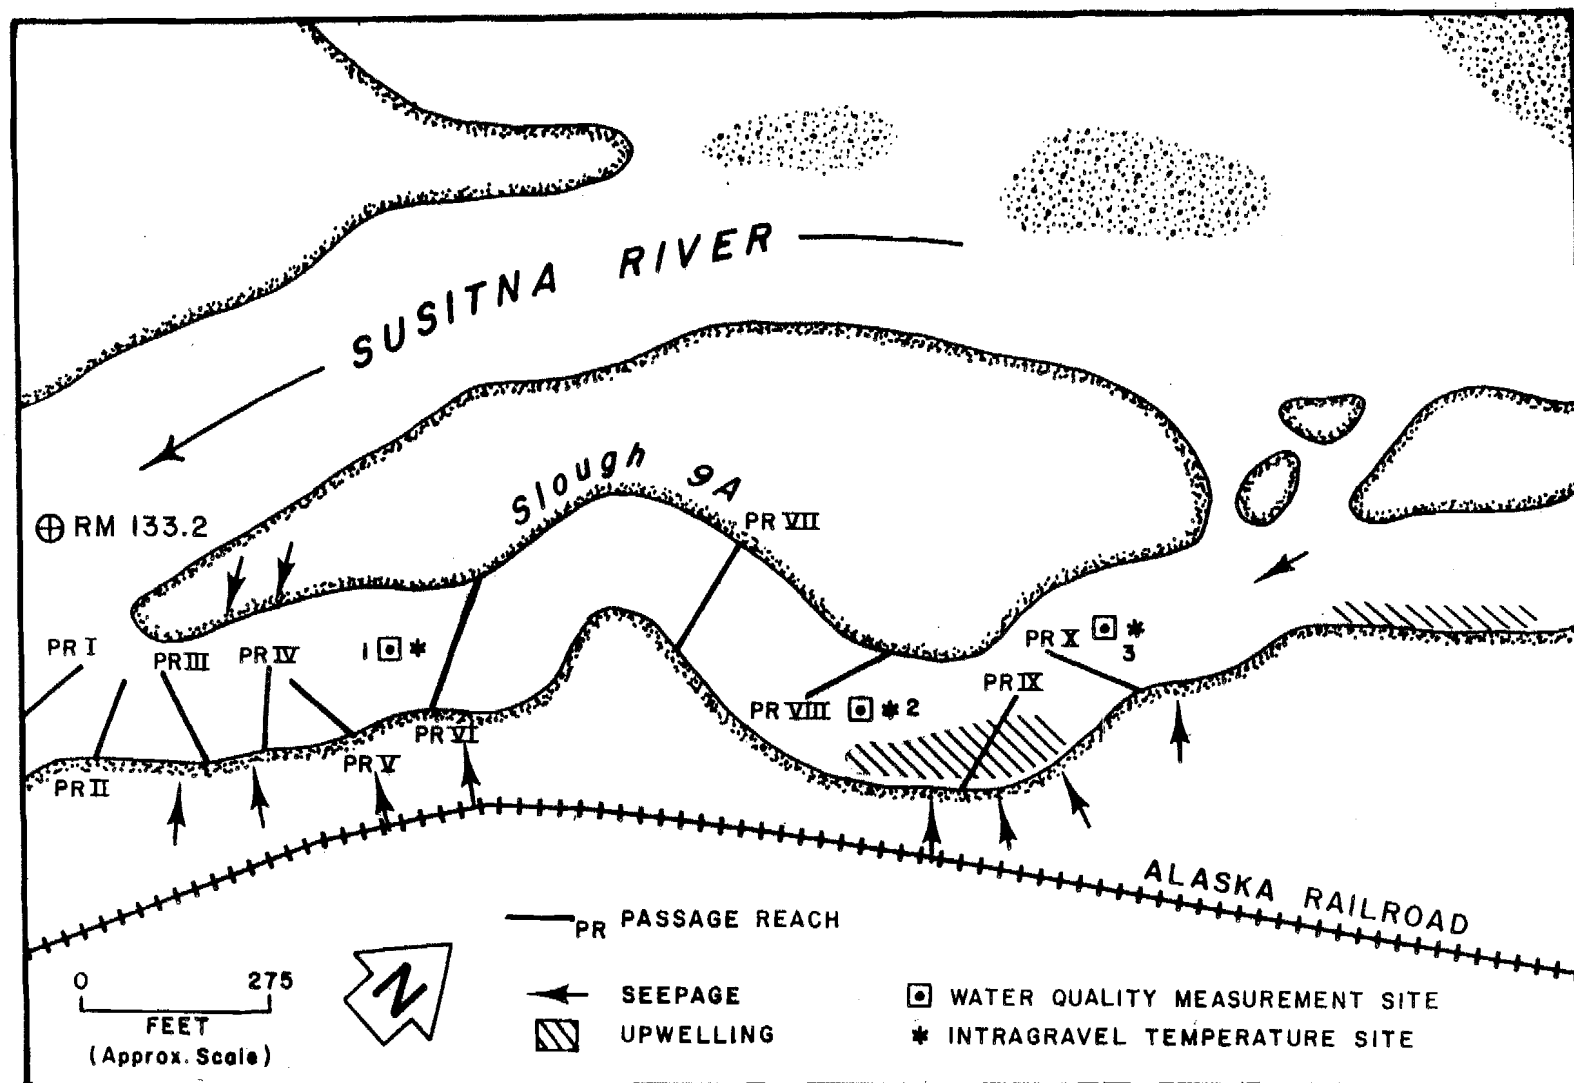 SUSITNA RIVER
Slough 9A
RM 133.2
PR VII
PR I
PR III
PR IV
1
PR X
3
PR IX
PR VIII
2
PR VI
PR V
PR II
ALASKA RAILROAD
PR PASSAGE REACH
N
0 275
FEET
(Approx. Scale)
SEEPAGE
UPWELLING
WATER QUALITY MEASUREMENT SITE
* INTRAGRAVEL TEMPERATURE SITE